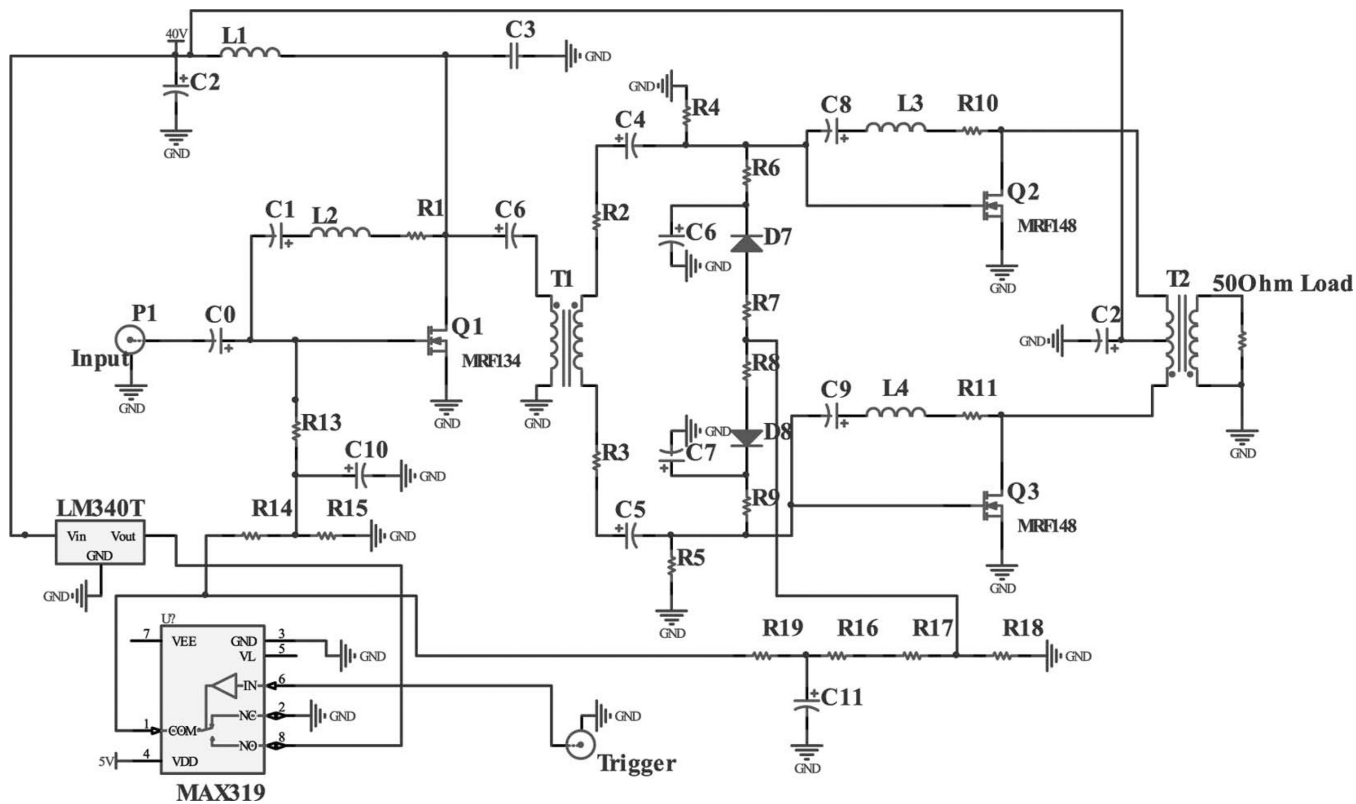 40V
L1
C3
GND
C2
GND
GND
R4
C4
C8
L3
R10
R6
Q2
MRF148
C1
L2
R1
C6
R2
C6
GND
D7
GND
T1
T2
50Ohm Load
P1
C0
Q1
R7
C2
Input
MRF134
GND
R8
GND
GND
GND
C9
L4
R11
R13
GND
D8
GND
C10
R3
C7
GND
R9
Q3
LM340T
R14
R15
C5
MRF148
Vin
Vout
GND
GND
R5
GND
GND
GND
U?
R19
R16
R17
R18
7
VEE
GND
3
VL
5
GND
GND
IN
6
C11
NC
2
GND
GND
1
COM
NO
8
5V
4
VDD
Trigger
GND
MAX319